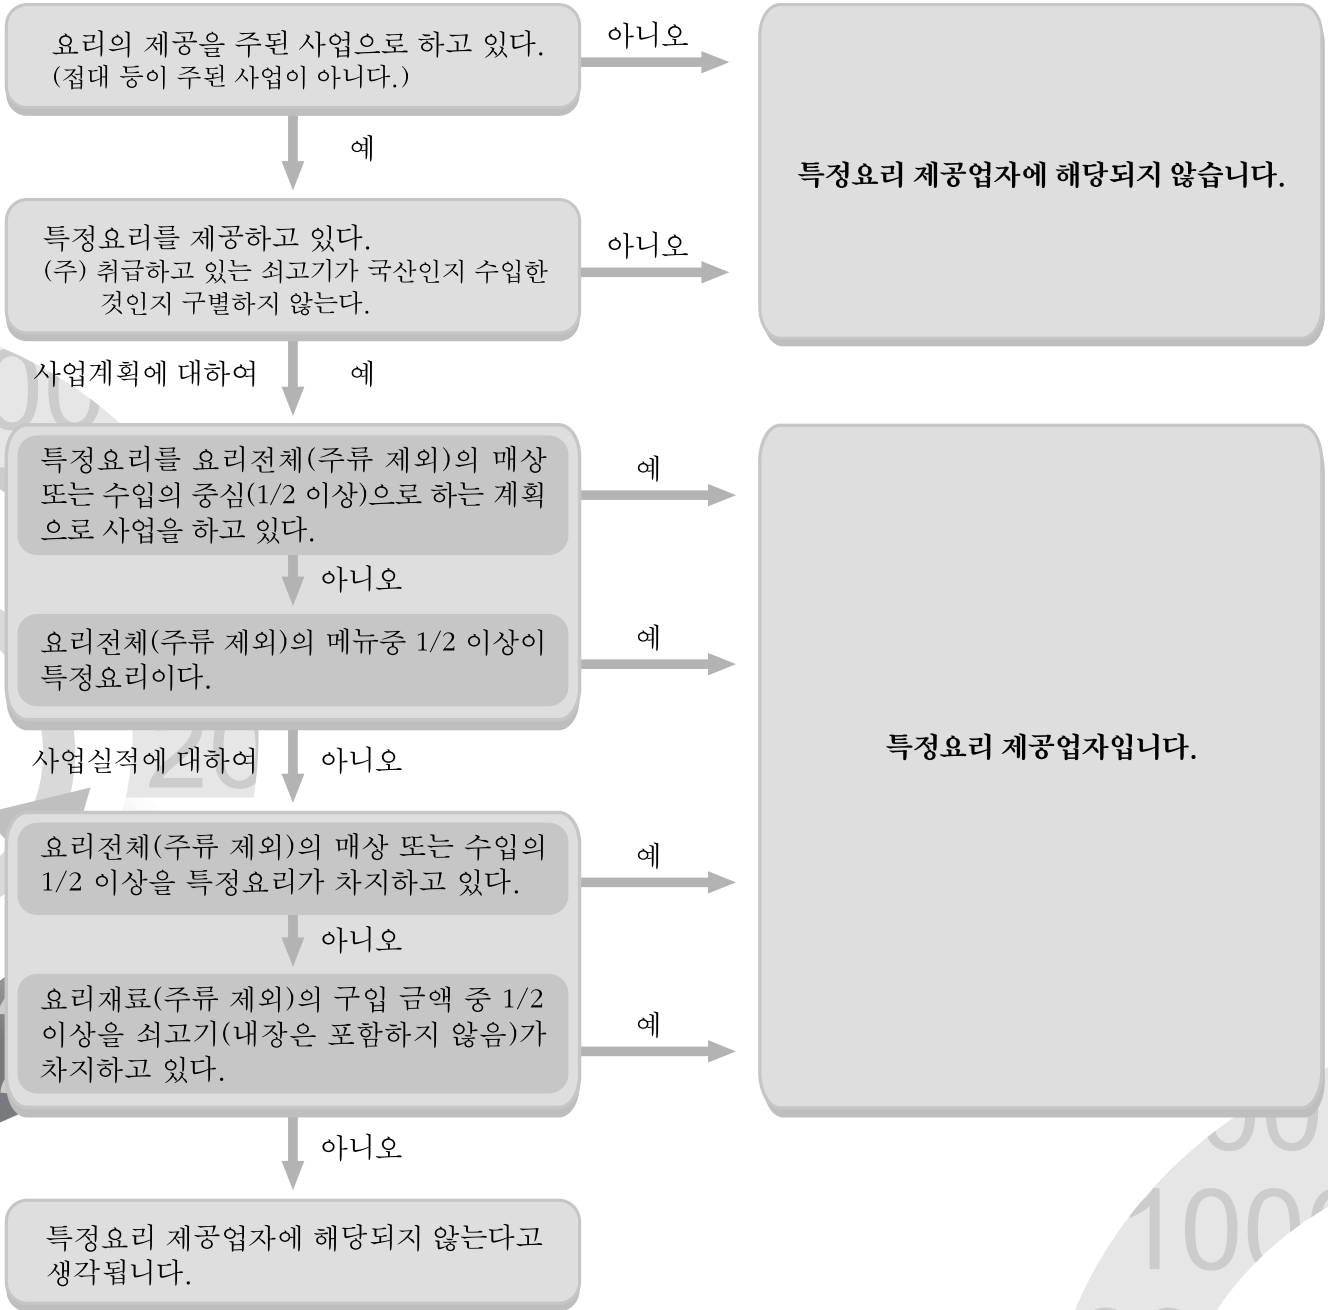 요리의 제공을 주된 사업으로 하고 있다.
(접대 등이 주된 사업이 아니다.)
아니오
예
특정요리 제공업자에 해당되지 않습니다.
특정요리를 제공하고 있다.
(주) 취급하고 있는 쇠고기가 국산인지 수입한
것인지 구별하지 않는다.
아니오
사업계획에 대하여
예
특정요리를 요리전체(주류 제외)의 매상
또는 수입의 중심(1/2 이상)으로 하는 계획
으로 사업을 하고 있다.
예
아니오
요리전체(주류 제외)의 메뉴중 1/2 이상이
특정요리이다.
예
사업실적에 대하여
아니오
특정요리 제공업자입니다.
요리전체(주류 제외)의 매상 또는 수입의
1/2 이상을 특정요리가 차지하고 있다.
예
아니오
요리재료(주류 제외)의 구입 금액 중 1/2
이상을 쇠고기(내장은 포함하지 않음)가
차지하고 있다.
예
아니오
특정요리 제공업자에 해당되지 않는다고
생각됩니다.